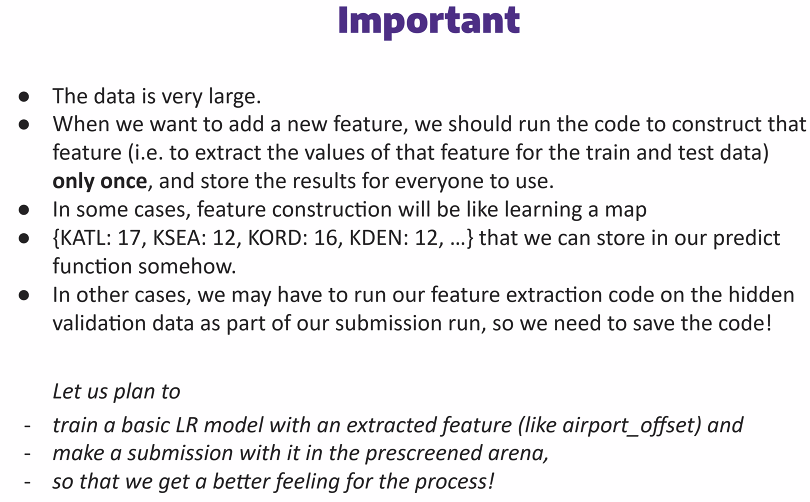 Important
● The data is very large.
● When we want to add a new feature, we should run the code to construct that
feature (i.e. to extract the values of that feature for the train and test data)
only once, and store the results for everyone to use.
● In some cases, feature construction will be like learning a map
● {KATL: 17, KSEA: 12, KORD: 16, KDEN: 12, …} that we can store in our predict
function somehow.
● In other cases, we may have to run our feature extraction code on the hidden
validation data as part of our submission run, so we need to save the code!
Let us plan to
- train a basic LR model with an extracted feature (like airport_offset) and
- make a submission with it in the prescreened arena,
- so that we get a better feeling for the process!